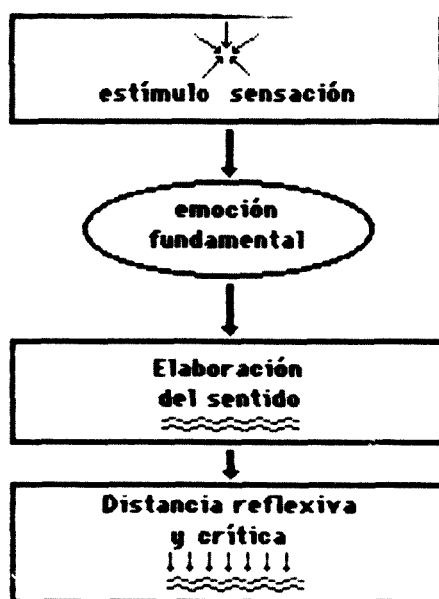 estímulo sensación
emoción
fundamental
Elaboración
del sentido
Distancia reflexiva
y crítica